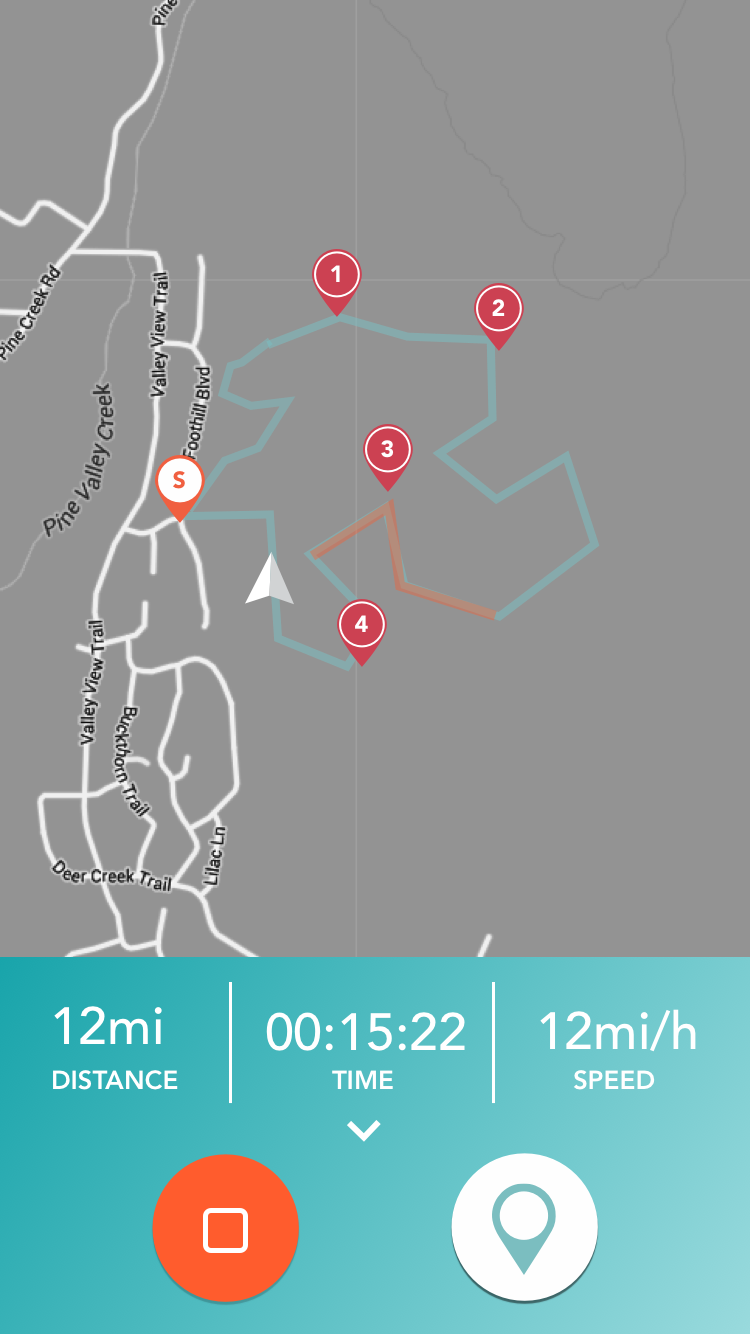 Pine
Pine Creek Rd
Valley View Trail
Foothill Blvd
Pine Valley Creek
1
2
3
S
4
Valley View Trail
Buckthorn Trail
Lilac Ln
Deer Creek Trail
12mi
DISTANCE
00:15:22
TIME
12mi/h
SPEED